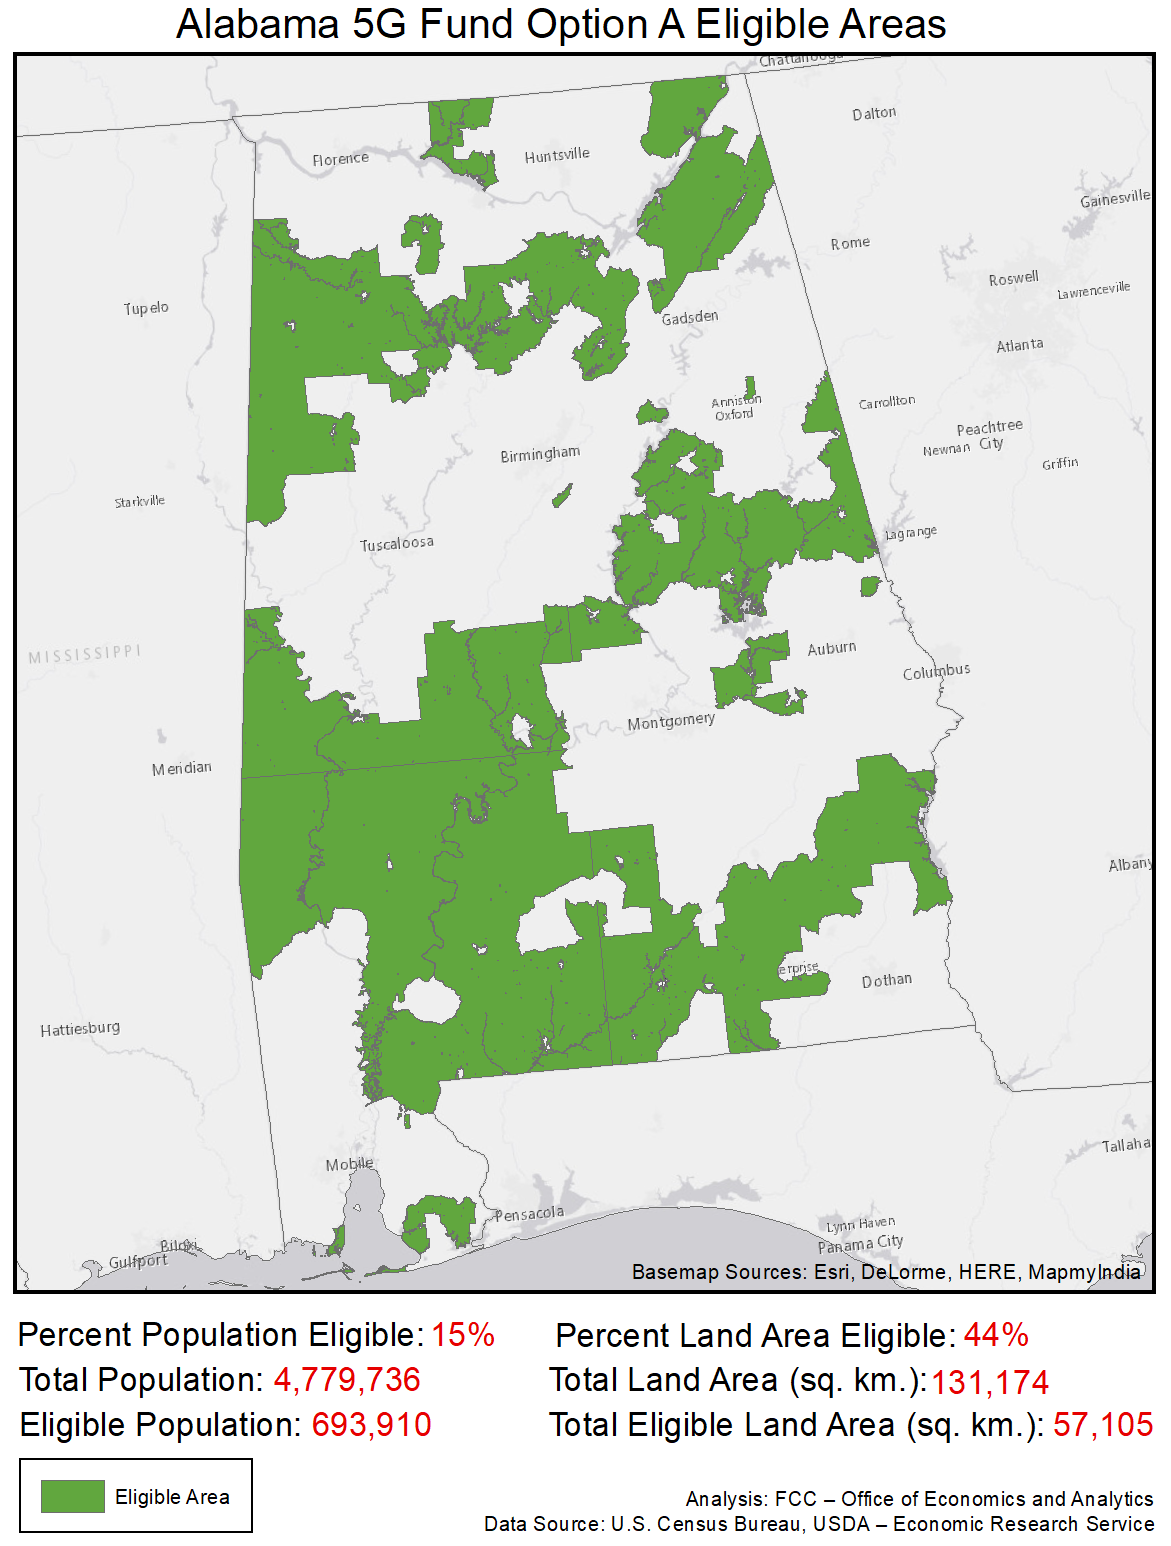 Alabama 5G Fund Option A Eligible Areas
Chattanooga
Dalton
Florence
Huntsville
Gainesville
Rome
Roswell
Lawrenceville
Tupelo
Gadsden
Atlanta
Anniston
Oxford
Carrollton
Peachtree
City
Newnan
Birmingham
Griffin
Starkville
Tuscaloosa
Lagrange
MISSISSIPPI
Auburn
Columbus
Montgomery
Meridian
Albany
erprise
Dothan
Hattiesburg
Tallaha
Mobile
Pensacola
Lynn Haven
Panama City
Biloxi
Gulfport
Basemap Sources: Esri, DeLorme, HERE, MapmyIndia
Percent Population Eligible: 15%
Percent Land Area Eligible: 44%
Total Population: 4,779,736
Total Land Area (sq. km.): 131,174
Eligible Population: 693,910
Total Eligible Land Area (sq. km.): 57,105
Eligible Area
Analysis: FCC – Office of Economics and Analytics
Data Source: U.S. Census Bureau, USDA – Economic Research Service